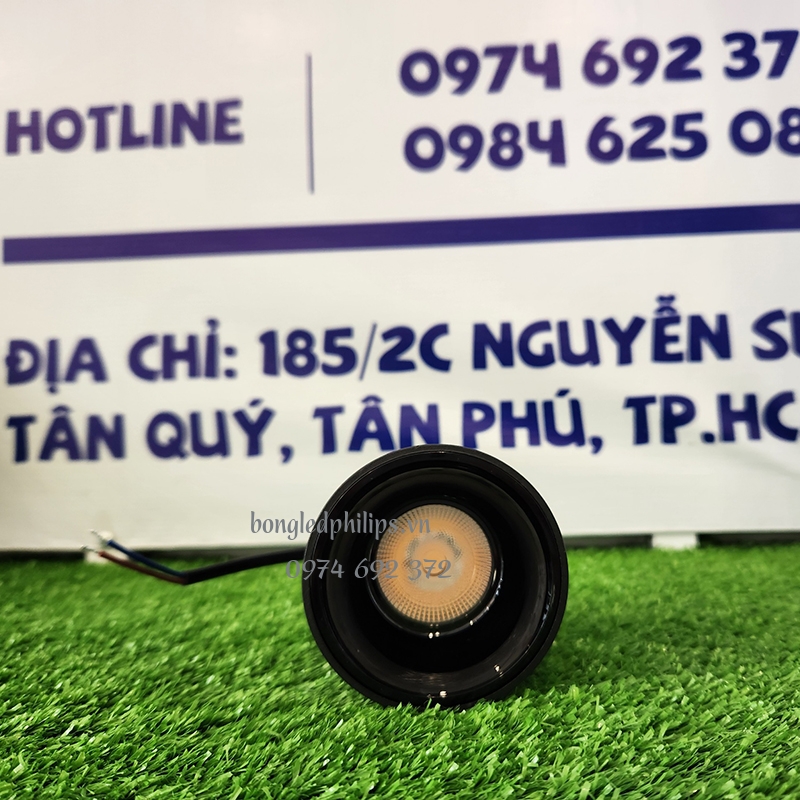 HOTLINE
0974 692 37
0984 625 08
ĐỊA CHỈ: 185/2C NGUYỄN
TÂN QUÝ, TÂN PHÚ, TP.HC
bongledphilips.vn
0974 692 372